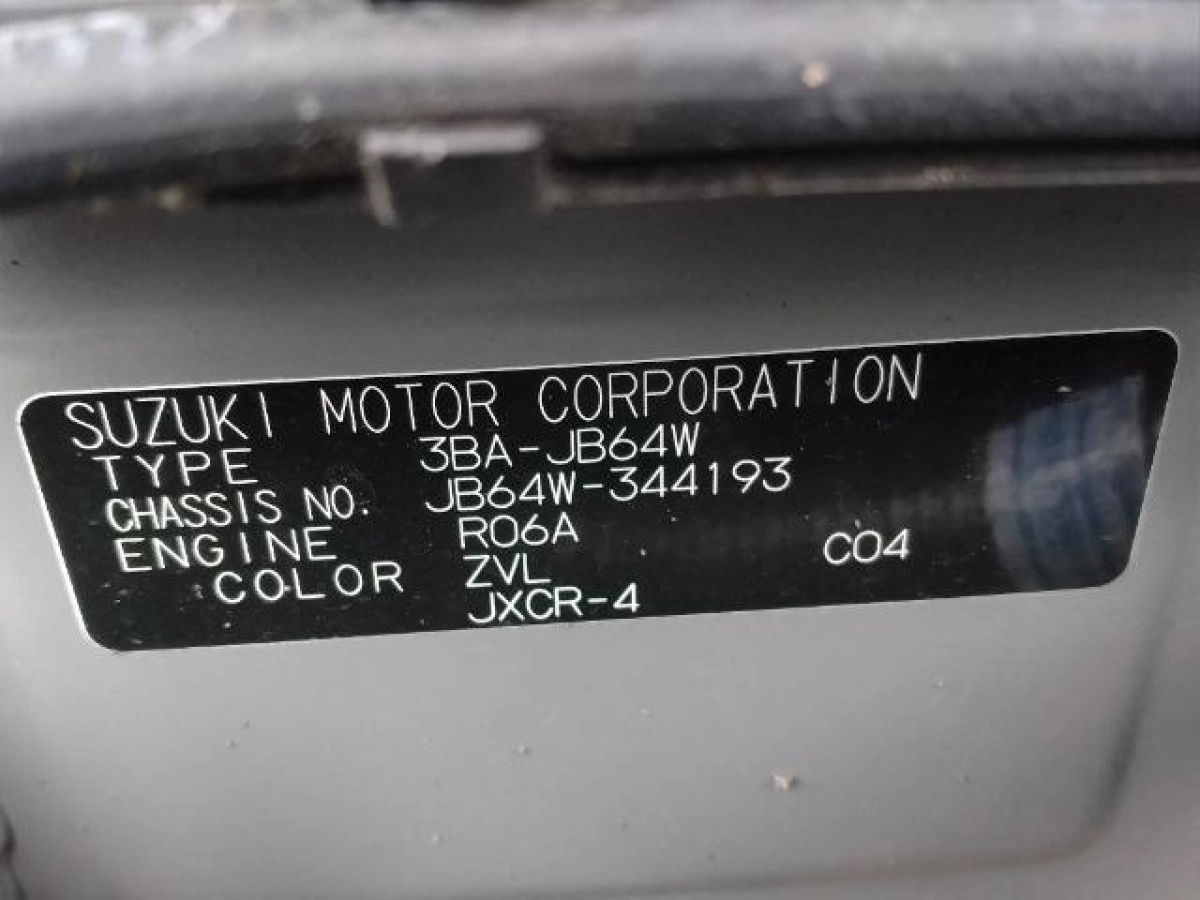 SUZUKI MOTOR CORPORATION
TYPE 3BA-JB64W
CHASSIS NO. JB64W-344193
ENGINE R06A
COLOR ZVL C04
JXCR-4